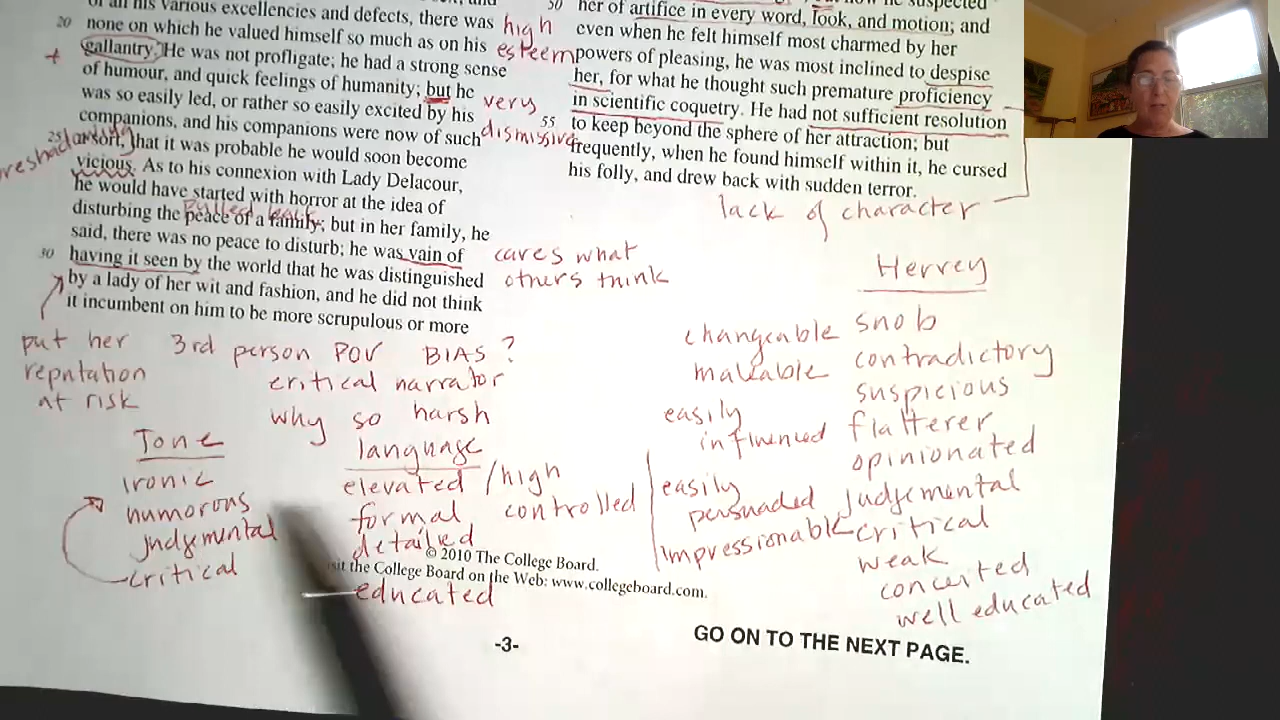 of all his various excellencies and defects, there was
20 none on which he valued himself so much as on his
gallantry. He was not profligate; he had a strong sense
of humour, and quick feelings of humanity; but he
was so easily led, or rather so easily excited by his
companions, and his companions were now of such
25 a sort, that it was probable he would soon become
vicious. As to his connexion with Lady Delacour,
he would have started with horror at the idea of
disturbing the peace of a family; but in her family, he
said, there was no peace to disturb; he was vain of
30 having it seen by the world that he was distinguished
by a lady of her wit and fashion, and he did not think
it incumbent on him to be more scrupulous or more
high
esteem
+
very
dismissive
cares what
others think
he suspected
50 her of artifice in every word, look, and motion; and
even when he felt himself most charmed by her
powers of pleasing, he was most inclined to despise
her, for what he thought such premature proficiency
in scientific coquetry. He had not sufficient resolution
55 to keep beyond the sphere of her attraction; but
frequently, when he found himself within it, he cursed
his folly, and drew back with sudden terror.
lack of character
put her
reputation
at risk
3rd person POV BIAS ?
critical narrator
why so harsh
Tone
ironic
numorous
judgemental
critical
language
elevated / high
formal controlled
detailed
educated
changeable
maleable
easily
influenced
easily
persuaded
impressionable
Hervey
snob
contradictory
suspicious
flatterer
opinionated
judgemental
critical
weak
conceited
well educated
© 2010 The College Board.
the College Board on the Web: www.collegeboard.com.
-3-
GO ON TO THE NEXT PAGE.